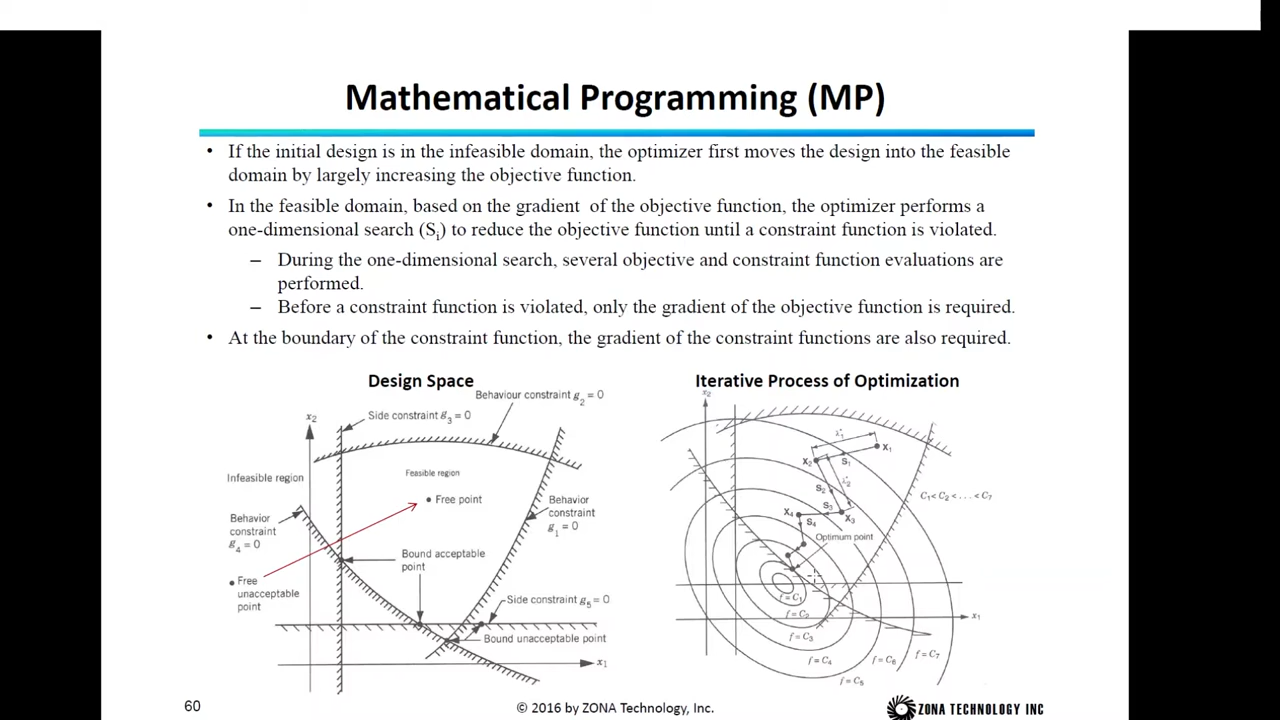 Mathematical Programming (MP)
• If the initial design is in the infeasible domain, the optimizer first moves the design into the feasible
domain by largely increasing the objective function.
• In the feasible domain, based on the gradient of the objective function, the optimizer performs a
one-dimensional search (Si) to reduce the objective function until a constraint function is violated.
– During the one-dimensional search, several objective and constraint function evaluations are
performed.
– Before a constraint function is violated, only the gradient of the objective function is required.
• At the boundary of the constraint function, the gradient of the constraint functions are also required.
Design Space
Behaviour constraint g2 = 0
Side constraint g3 = 0
x2
Infeasible region
Feasible region
• Free point
Behavior
constraint
g1 = 0
Behavior
constraint
g4 = 0
Bound acceptable
point
• Free
unacceptable
point
Side constraint g5 = 0
Bound unacceptable point
x1
Iterative Process of Optimization
x2
λ*1
X1
X2
S1
S2
λ*2
C1 < C2 < . . . < C7
S3
X4
X3
S4
Optimum point
f = C1
f = C2
x1
f = C3
f = C4
f = C6
f = C7
f = C5
60
© 2016 by ZONA Technology, Inc.
ZONA TECHNOLOGY INC